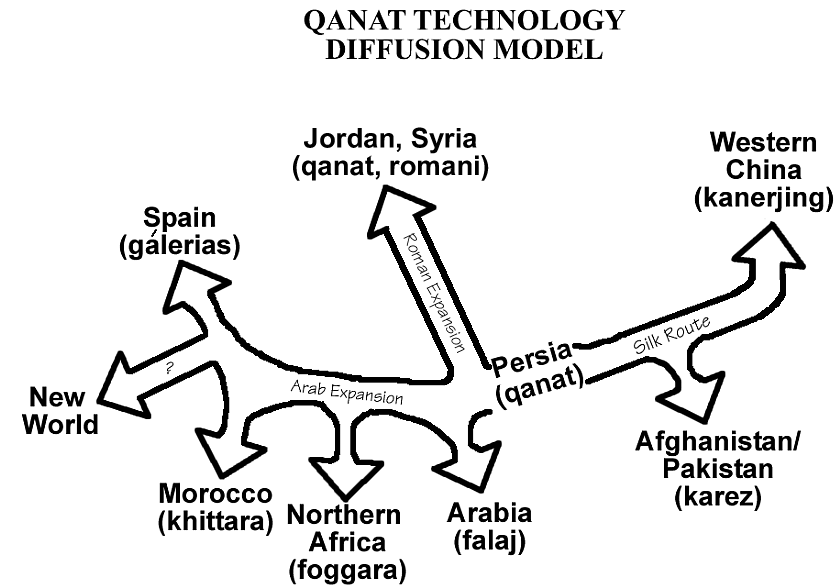 QANAT TECHNOLOGY
DIFFUSION MODEL
Jordan, Syria
(qanat, romani)
Western
China
(kanerjing)
Spain
(gálerias)
Roman Expansion
Silk Route
Persia
(qanat)
?
Arab Expansion
New
World
Afghanistan/
Pakistan
(karez)
Morocco
(khittara)
Northern
Africa
(foggara)
Arabia
(falaj)